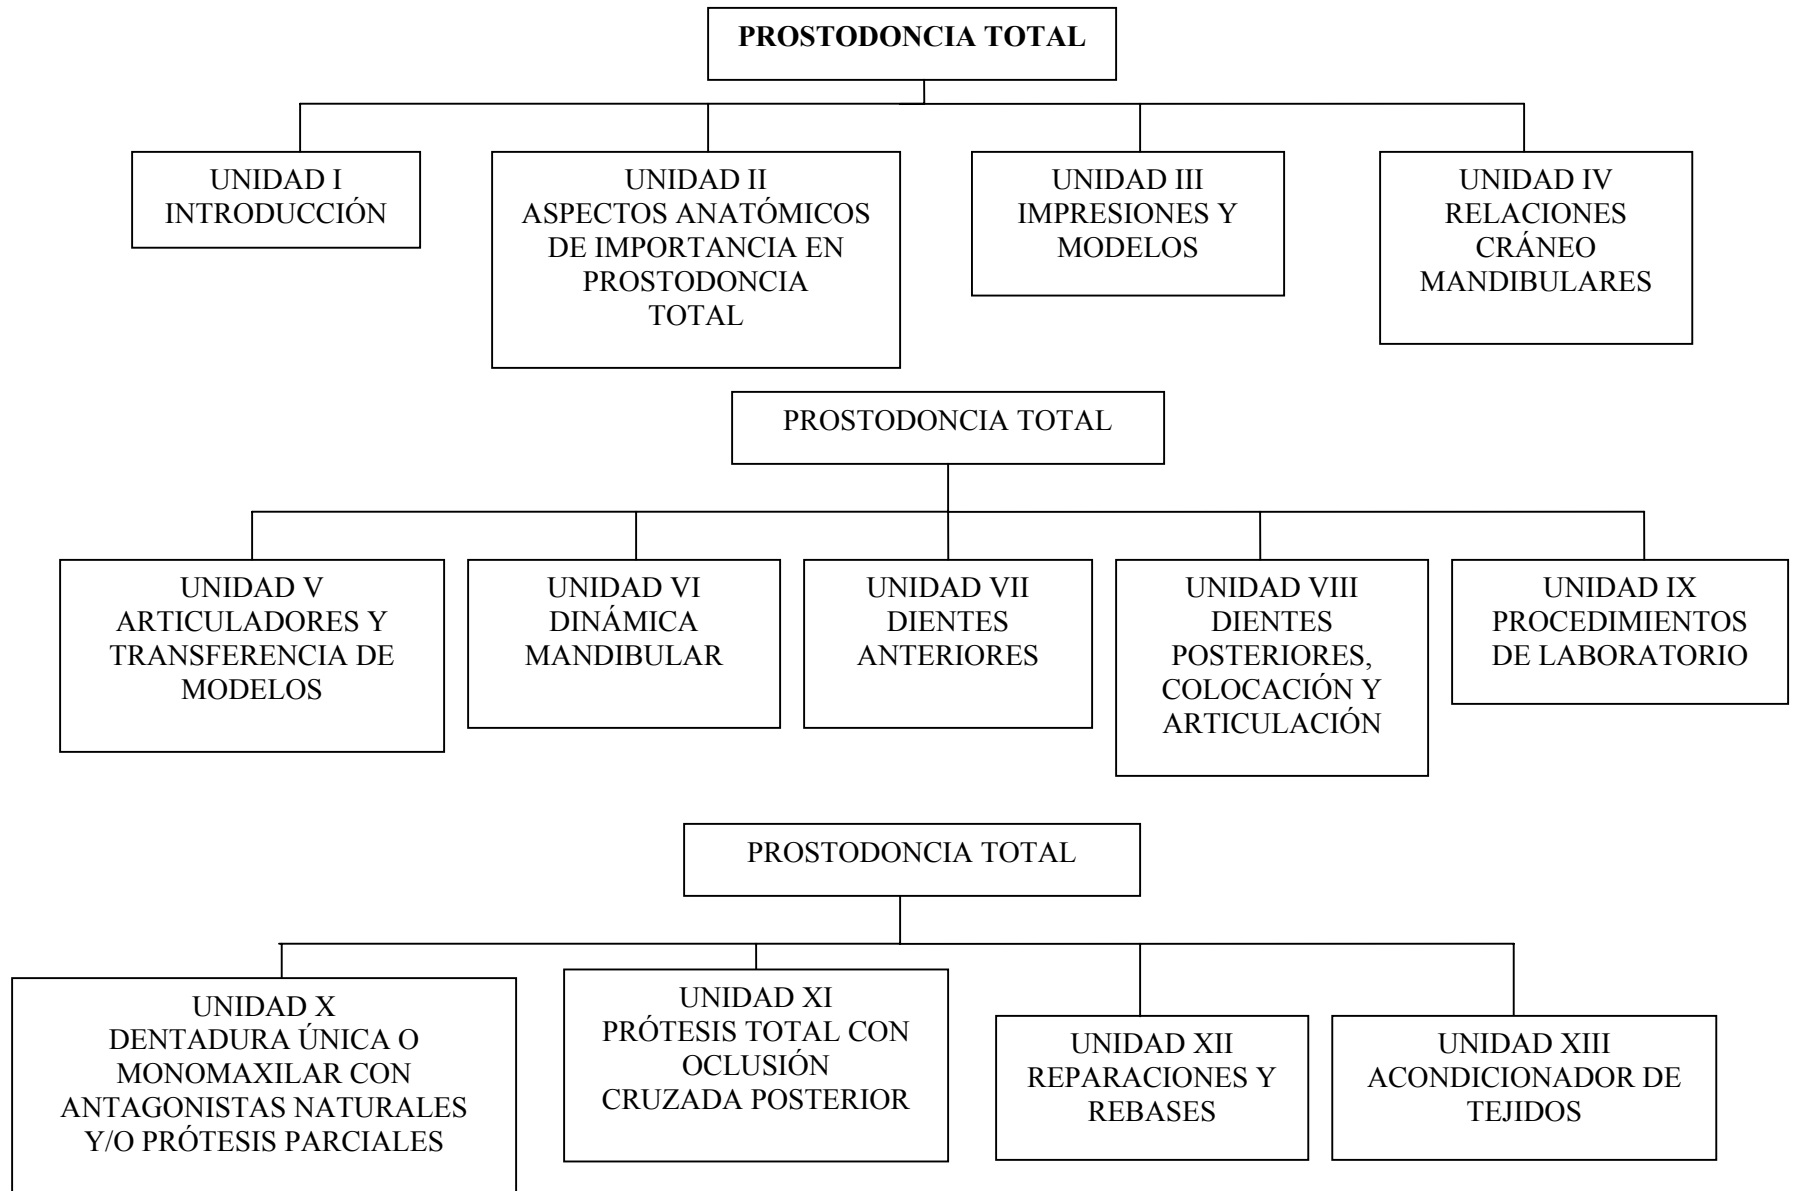 PROSTODONCIA TOTAL
UNIDAD I
INTRODUCCIÓN
UNIDAD II
ASPECTOS ANATÓMICOS
DE IMPORTANCIA EN
PROSTODONCIA
TOTAL
UNIDAD III
IMPRESIONES Y
MODELOS
UNIDAD IV
RELACIONES
CRÁNEO
MANDIBULARES
PROSTODONCIA TOTAL
UNIDAD V
ARTICULADORES Y
TRANSFERENCIA DE
MODELOS
UNIDAD VI
DINÁMICA
MANDIBULAR
UNIDAD VII
DIENTES
ANTERIORES
UNIDAD VIII
DIENTES
POSTERIORES,
COLOCACIÓN Y
ARTICULACIÓN
UNIDAD IX
PROCEDIMIENTOS
DE LABORATORIO
PROSTODONCIA TOTAL
UNIDAD X
DENTADURA ÚNICA O
MONOMAXILAR CON
ANTAGONISTAS NATURALES
Y/O PRÓTESIS PARCIALES
UNIDAD XI
PRÓTESIS TOTAL CON
OCLUSIÓN
CRUZADA POSTERIOR
UNIDAD XII
REPARACIONES Y
REBASES
UNIDAD XIII
ACONDICIONADOR DE
TEJIDOS